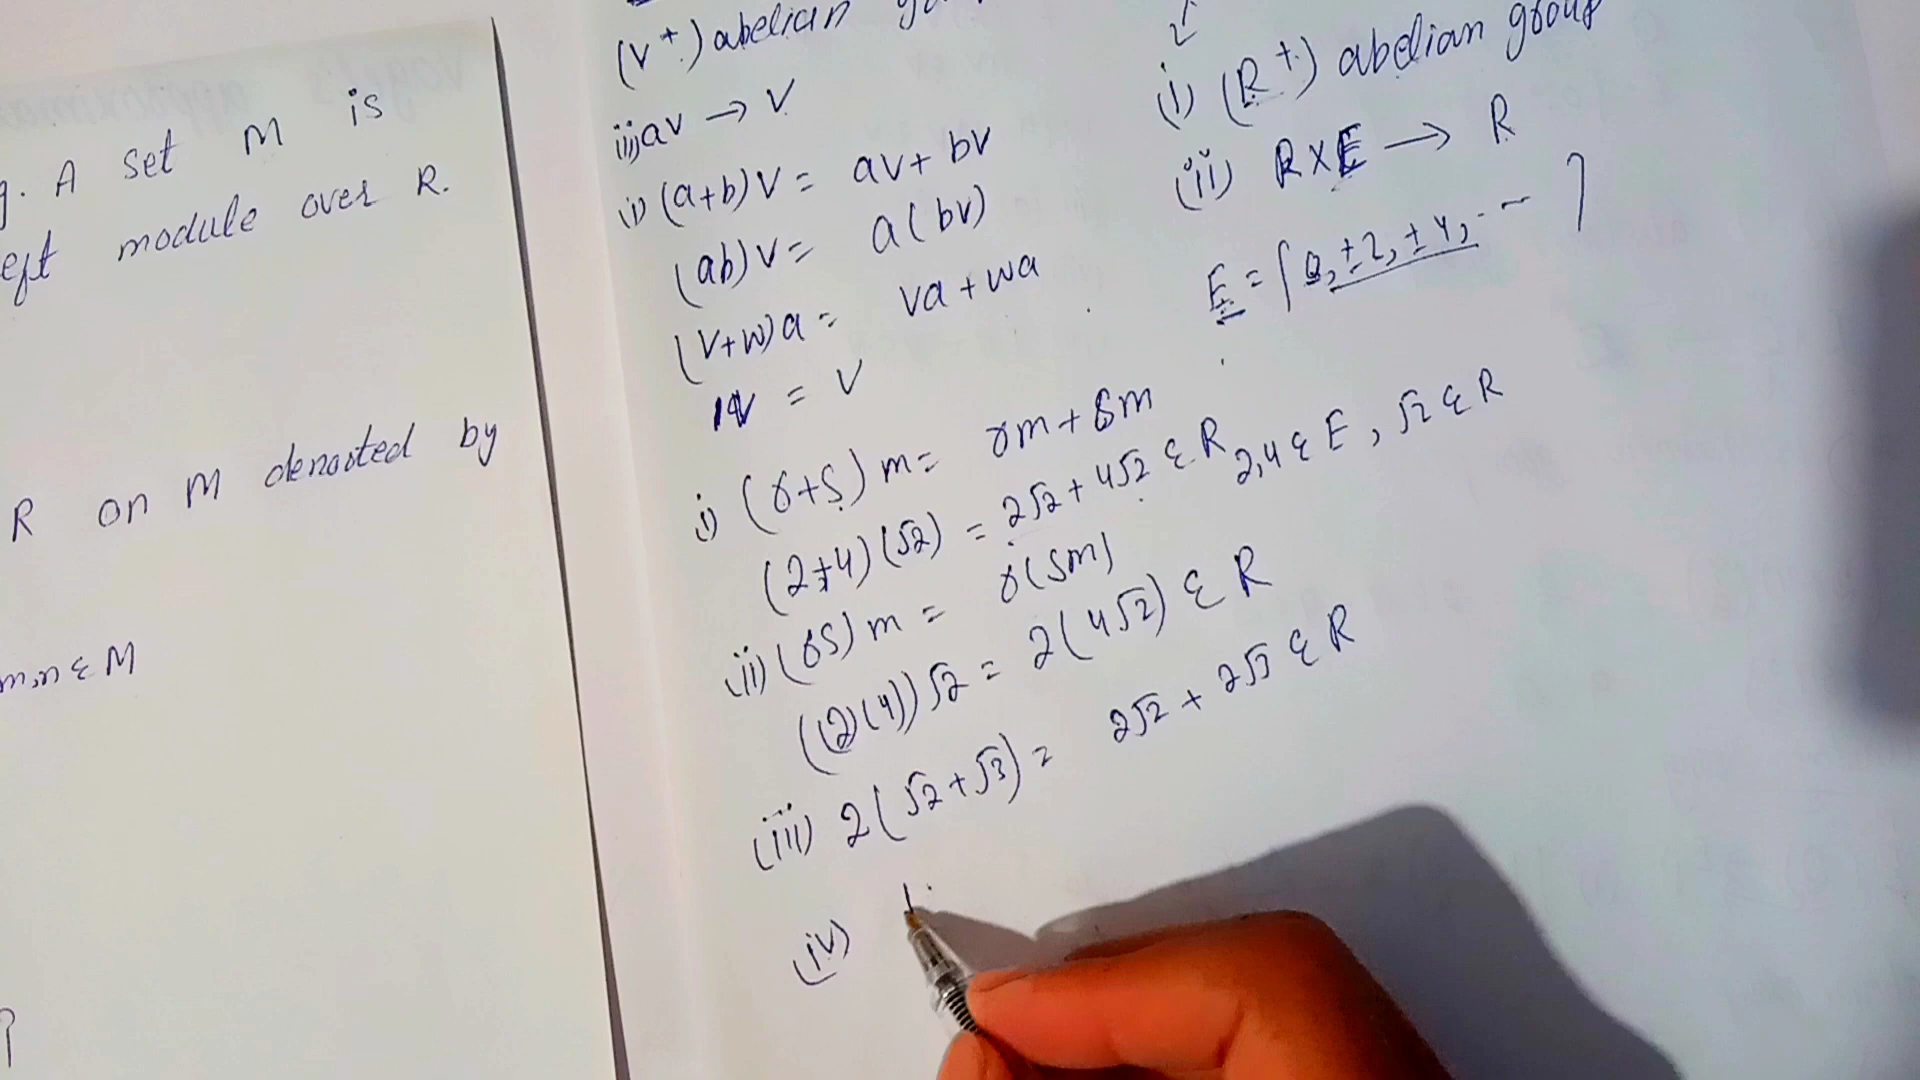 A set M is
module over R.
R on M denoted by
m,n ε M
(V +.) abelian
iii) av → V
ii) (a+b)V = av + bv
(ab)V = a(bv)
(V+W)a = va + wa
1V = V
(i) (R +.) abelian group
(ii) R×E → R
E = {0, ±2, ±4, - - }
i) (r+s)m = rm + sm
(2+4)(√2) = 2√2 + 4√2 ε R 2,4 ε E, √2 ε R
(ii) (rs)m = r(sm)
((2)(4))√2 = 2(4√2) ε R
(iii) 2(√2+√3) = 2√2 + 2√3 ε R
(iv)